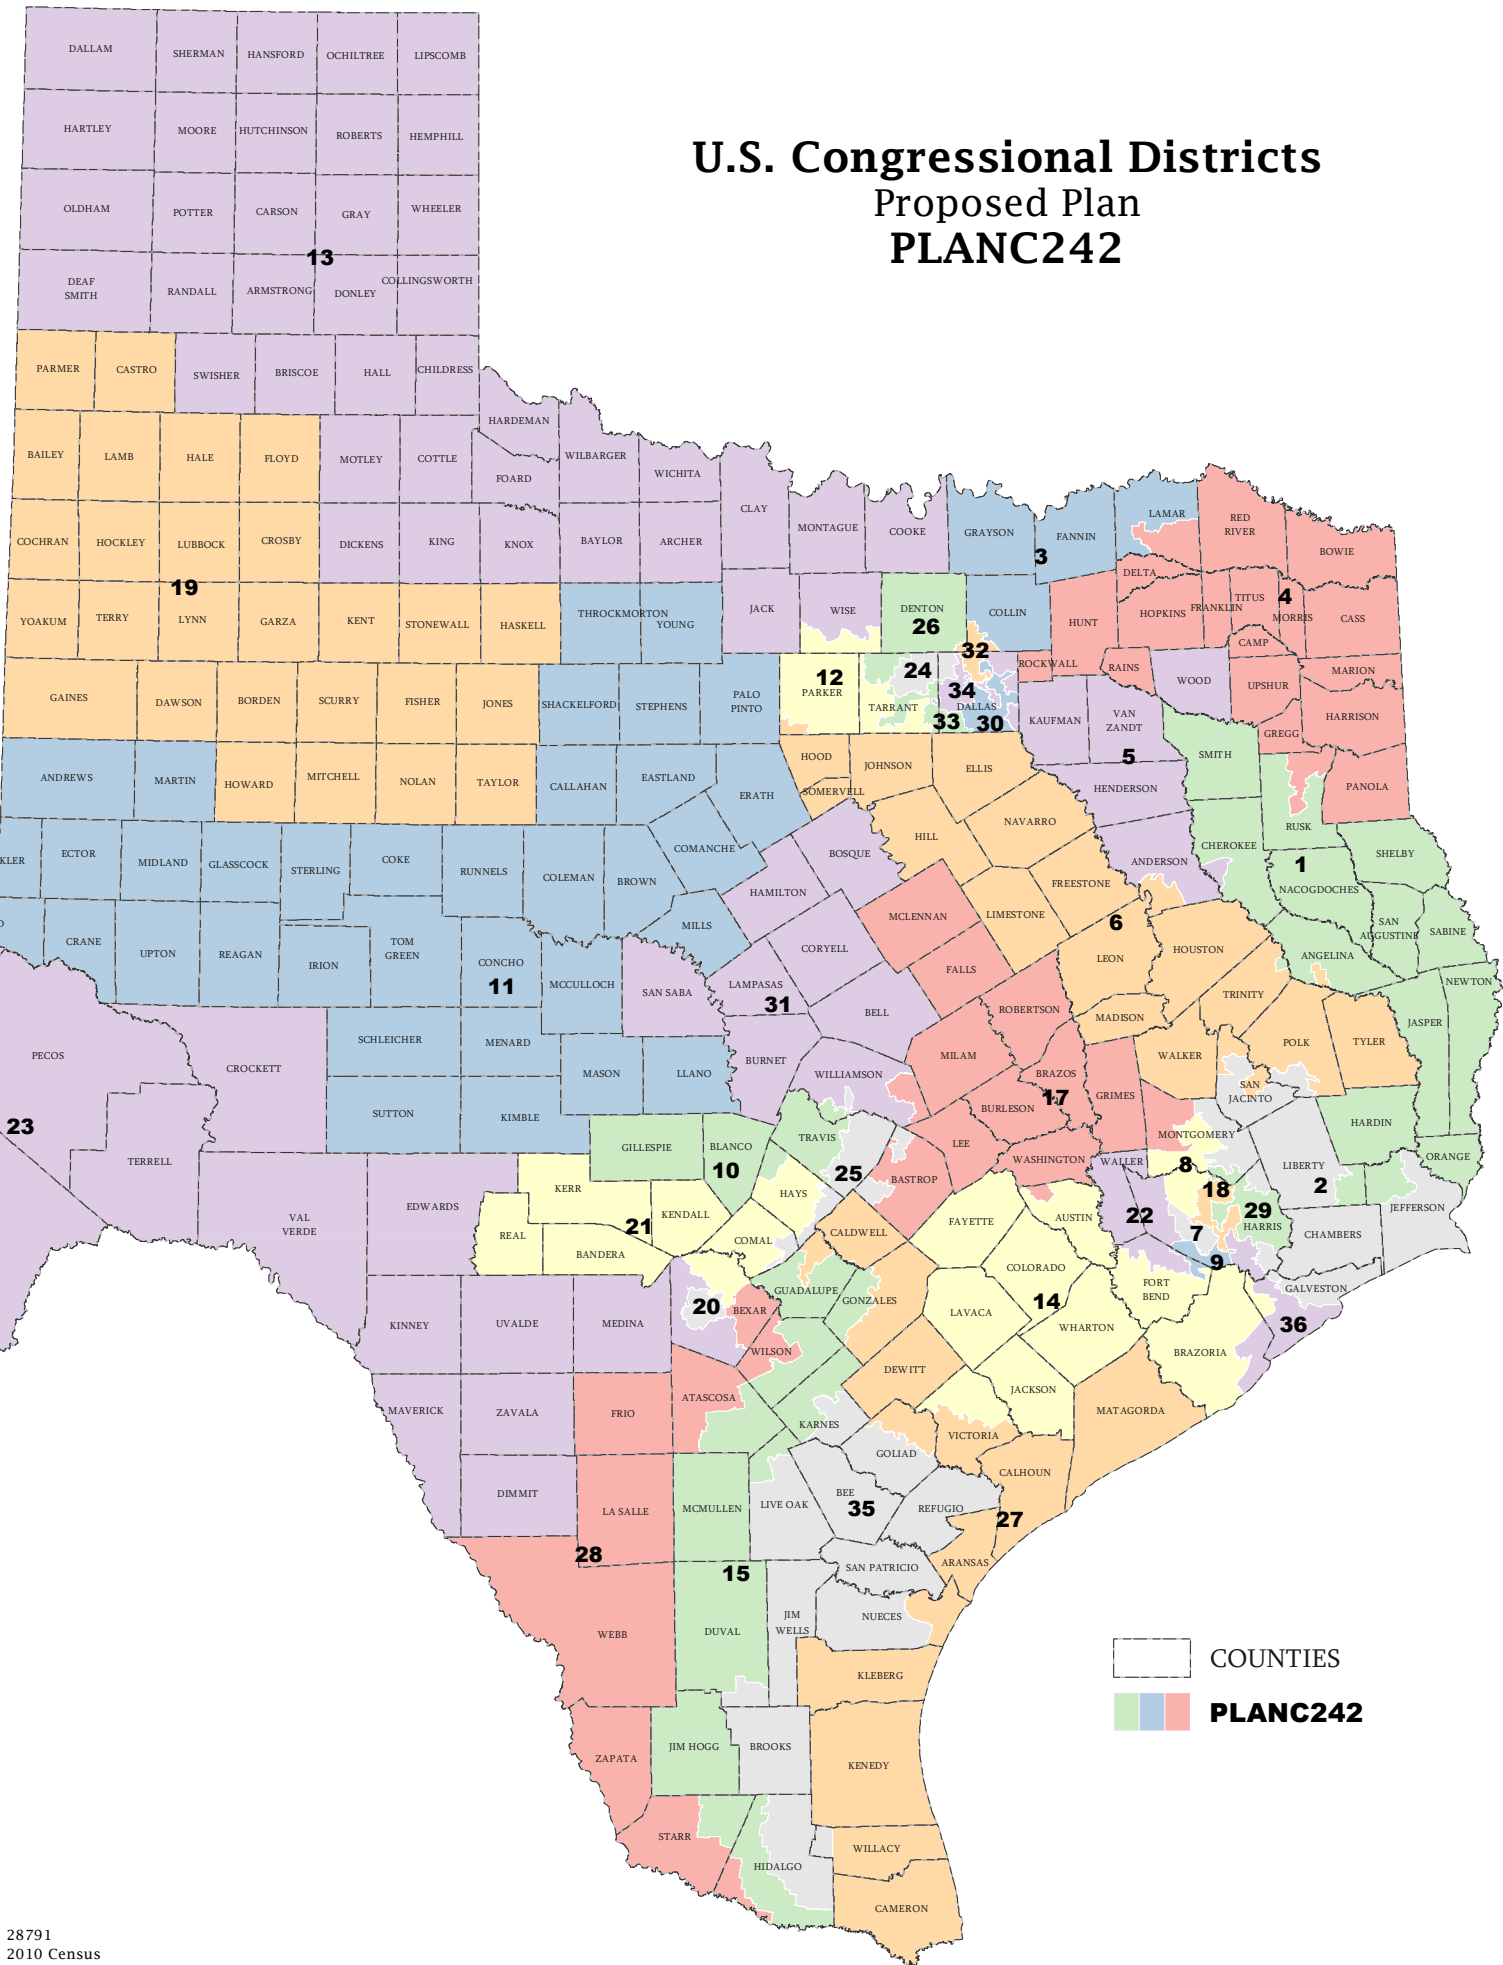 U.S. Congressional Districts
Proposed Plan
PLANC242
DALLAM
SHERMAN
HANSFORD
OCHILTREE
LIPSCOMB
HARTLEY
MOORE
HUTCHINSON
ROBERTS
HEMPHILL
OLDHAM
POTTER
CARSON
GRAY
WHEELER
13
DEAF
SMITH
RANDALL
ARMSTRONG
DONLEY
COLLINGSWORTH
PARMER
CASTRO
SWISHER
BRISCOE
HALL
CHILDRESS
HARDEMAN
BAILEY
LAMB
HALE
FLOYD
MOTLEY
COTTLE
FOARD
WILBARGER
WICHITA
CLAY
MONTAGUE
COOKE
GRAYSON
FANNIN
3
LAMAR
RED
RIVER
BOWIE
COCHRAN
HOCKLEY
LUBBOCK
CROSBY
DICKENS
KING
KNOX
BAYLOR
ARCHER
19
YOAKUM
TERRY
LYNN
GARZA
KENT
STONEWALL
HASKELL
THROCKMORTON
YOUNG
JACK
WISE
DENTON
26
COLLIN
HUNT
DELTA
HOPKINS
FRANKLIN
TITUS
4
MORRIS
CASS
CAMP
32
ROCKWALL
RAINS
WOOD
UPSHUR
MARION
GAINES
DAWSON
BORDEN
SCURRY
FISHER
JONES
SHACKELFORD
STEPHENS
PALO
PINTO
12
PARKER
24
TARRANT
34
DALLAS
33
30
KAUFMAN
VAN
ZANDT
5
HARRISON
GREGG
SMITH
ANDREWS
MARTIN
HOWARD
MITCHELL
NOLAN
TAYLOR
CALLAHAN
EASTLAND
ERATH
HOOD
SOMERVELL
JOHNSON
ELLIS
HENDERSON
PANOLA
RUSK
KLER
ECTOR
MIDLAND
GLASSCOCK
STERLING
COKE
RUNNELS
COLEMAN
BROWN
COMANCHE
BOSQUE
HILL
NAVARRO
ANDERSON
CHEROKEE
1
NACOGDOCHES
SHELBY
HAMILTON
FREESTONE
MCLENNAN
LIMESTONE
6
SAN
AUGUSTINE
SABINE
D
CRANE
UPTON
REAGAN
IRION
TOM
GREEN
CONCHO
11
MCCULLOCH
MILLS
SAN SABA
LAMPASAS
31
CORYELL
BELL
FALLS
LEON
HOUSTON
ANGELINA
TRINITY
NEWTON
JASPER
ROBERTSON
MADISON
PECOS
CROCKETT
SCHLEICHER
MENARD
MASON
LLANO
BURNET
WILLIAMSON
MILAM
BRAZOS
17
BURLESON
GRIMES
WALKER
POLK
TYLER
SAN
JACINTO
23
TERRELL
SUTTON
KIMBLE
GILLESPIE
BLANCO
10
TRAVIS
25
LEE
BASTROP
WASHINGTON
MONTGOMERY
8
WALLER
LIBERTY
2
HARDIN
ORANGE
VAL
VERDE
EDWARDS
KERR
REAL
21
KENDALL
BANDERA
HAYS
COMAL
CALDWELL
FAYETTE
AUSTIN
22
18
29
HARRIS
7
9
CHAMBERS
JEFFERSON
GALVESTON
36
KINNEY
UVALDE
MEDINA
20
BEXAR
GUADALUPE
GONZALES
LAVACA
COLORADO
14
FORT
BEND
WHARTON
BRAZORIA
WILSON
MAVERICK
ZAVALA
FRIO
ATASCOSA
KARNES
DEWITT
JACKSON
MATAGORDA
VICTORIA
GOLIAD
CALHOUN
DIMMIT
LA SALLE
MCMULLEN
LIVE OAK
BEE
35
REFUGIO
27
28
15
SAN PATRICIO
ARANSAS
WEBB
DUVAL
JIM
WELLS
NUECES
KLEBERG
ZAPATA
JIM HOGG
BROOKS
KENEDY
STARR
HIDALGO
WILLACY
CAMERON
COUNTIES
PLANC242
28791
2010 Census